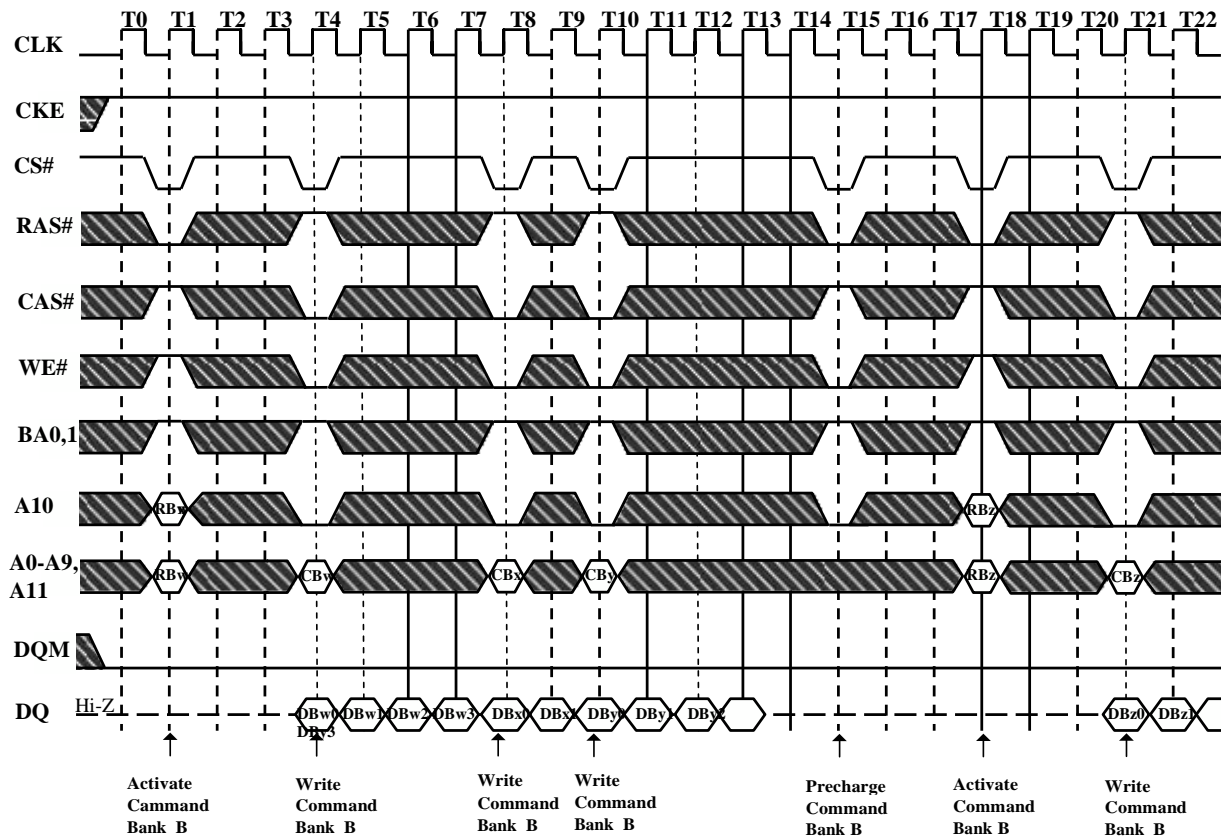 T0 T1 T2 T3 T4 T5 T6 T7 T8 T9 T10 T11 T12 T13 T14 T15 T16 T17 T18 T19 T20 T21 T22
CLK
CKE
CS#
RAS#
CAS#
WE#
BA0,1
A10 RBw RBz
A0-A9,
A11 RBw CBw CBx CBy RBz CBz
DQM
DQ Hi-Z DBw0 DBw1 DBw2 DBw3 DBx0 DBx1 DBy0 DBy1 DBy2 DBz0 DBz1
DBy3
Activate
Cammand
Bank B
Write
Command
Bank B
Write
Command
Bank B
Write
Command
Bank B
Precharge
Command
Bank B
Activate
Command
Bank B
Write
Command
Bank B